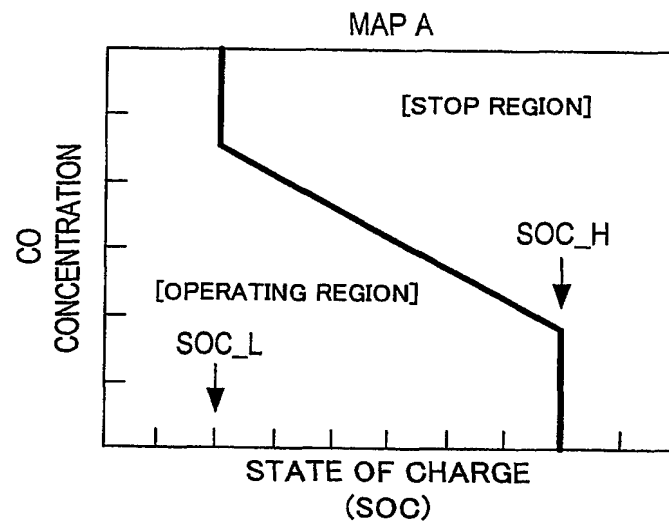 MAP A
[STOP REGION]
CO
CONCENTRATION
SOC_H
[OPERATING REGION]
SOC_L
STATE OF CHARGE
(SOC)